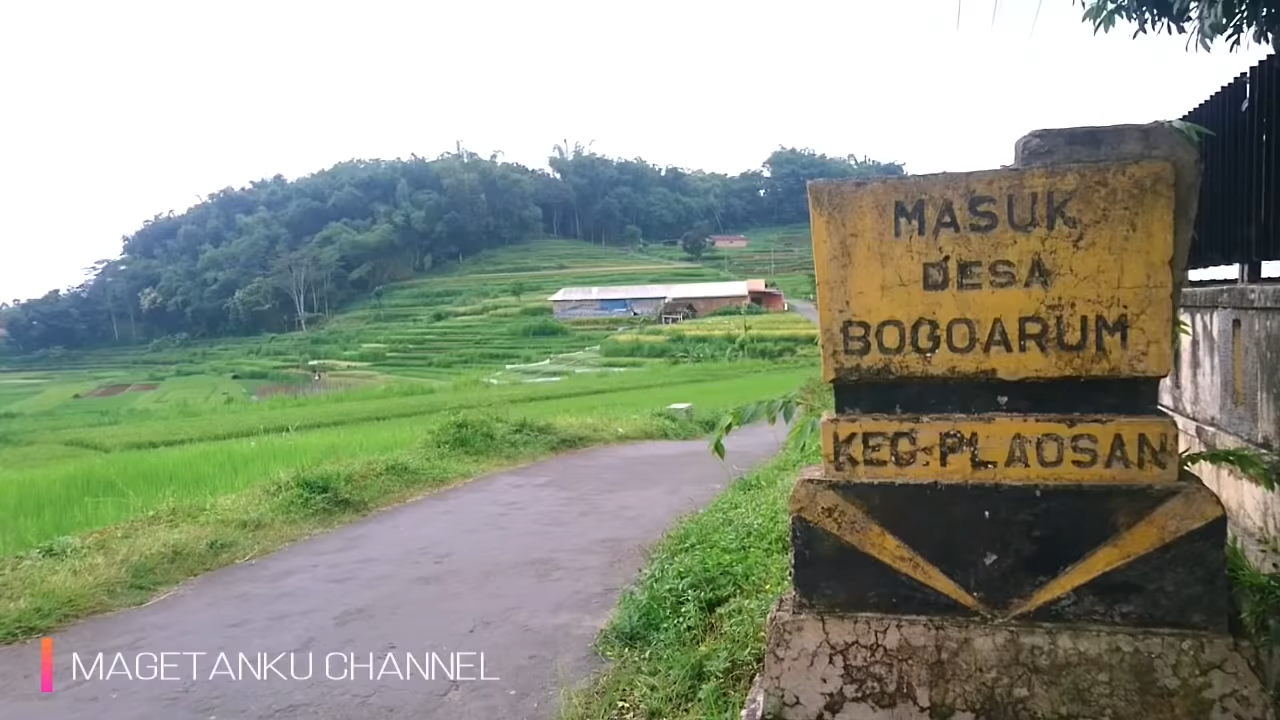 MASUK
DESA
BOGOARUM
KEC.PLAOSAN
MAGETANKU CHANNEL